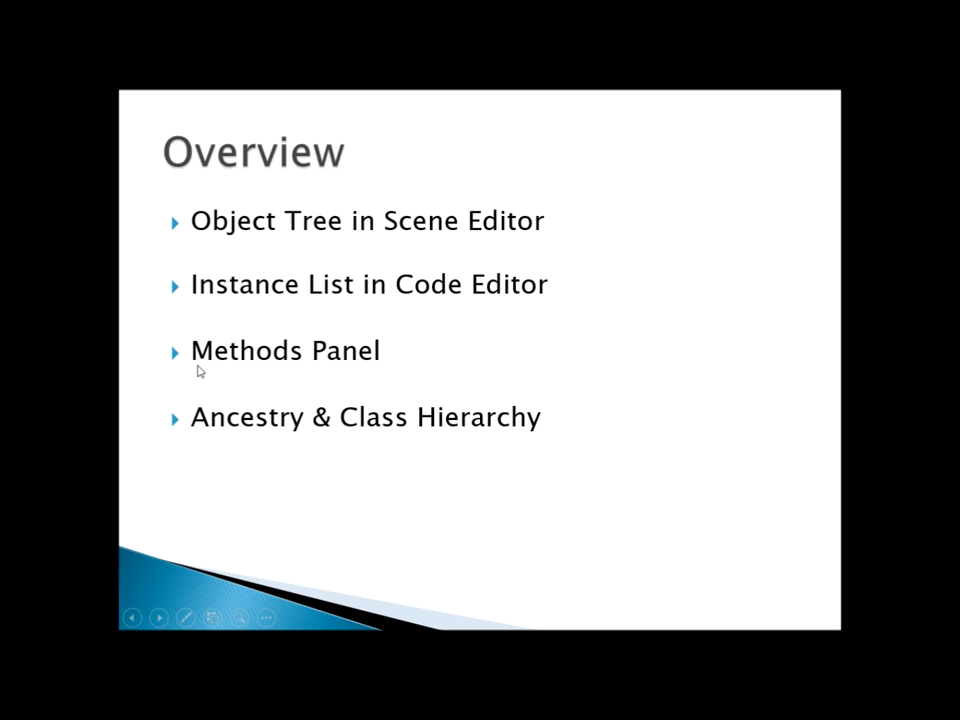 Overview
Object Tree in Scene Editor
Instance List in Code Editor
Methods Panel
Ancestry & Class Hierarchy